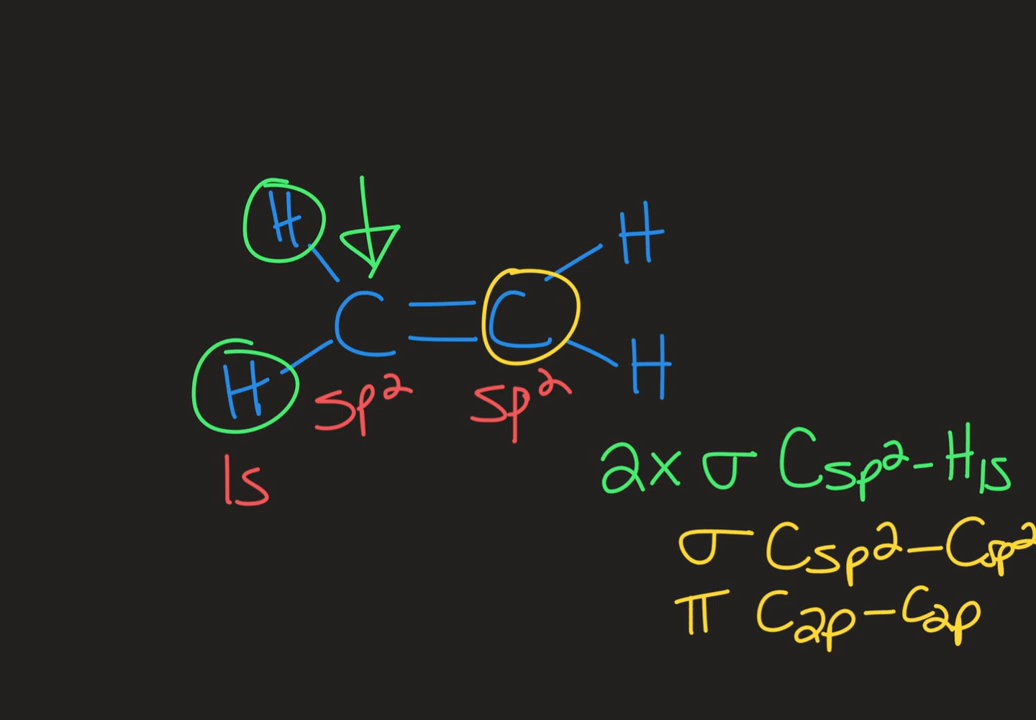 H H
C C
H H
sp² sp²
1s
2x σ Csp²-H1s
σ Csp²-Csp²
π C2p-C2p